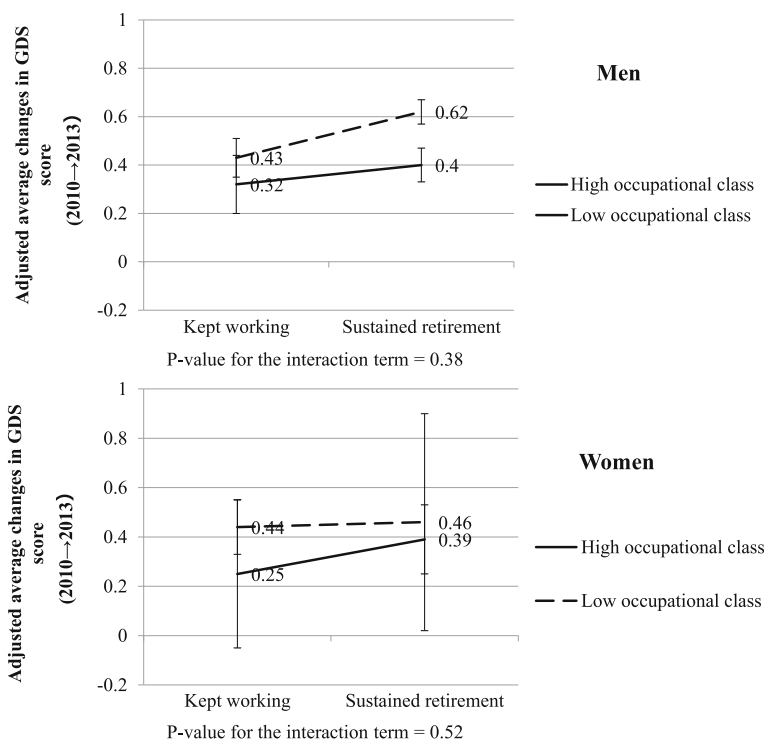 Adjusted average changes in GDS
score
(2010→2013)
1
0.8
0.6
0.4
0.2
0
-0.2
0.43
0.32
0.62
0.4
Kept working
Sustained retirement
Men
High occupational class
Low occupational class
P-value for the interaction term = 0.38
Adjusted average changes in GDS
score
(2010→2013)
1
0.8
0.6
0.4
0.2
0
-0.2
0.44
0.25
0.46
0.39
Kept working
Sustained retirement
Women
High occupational class
Low occupational class
P-value for the interaction term = 0.52